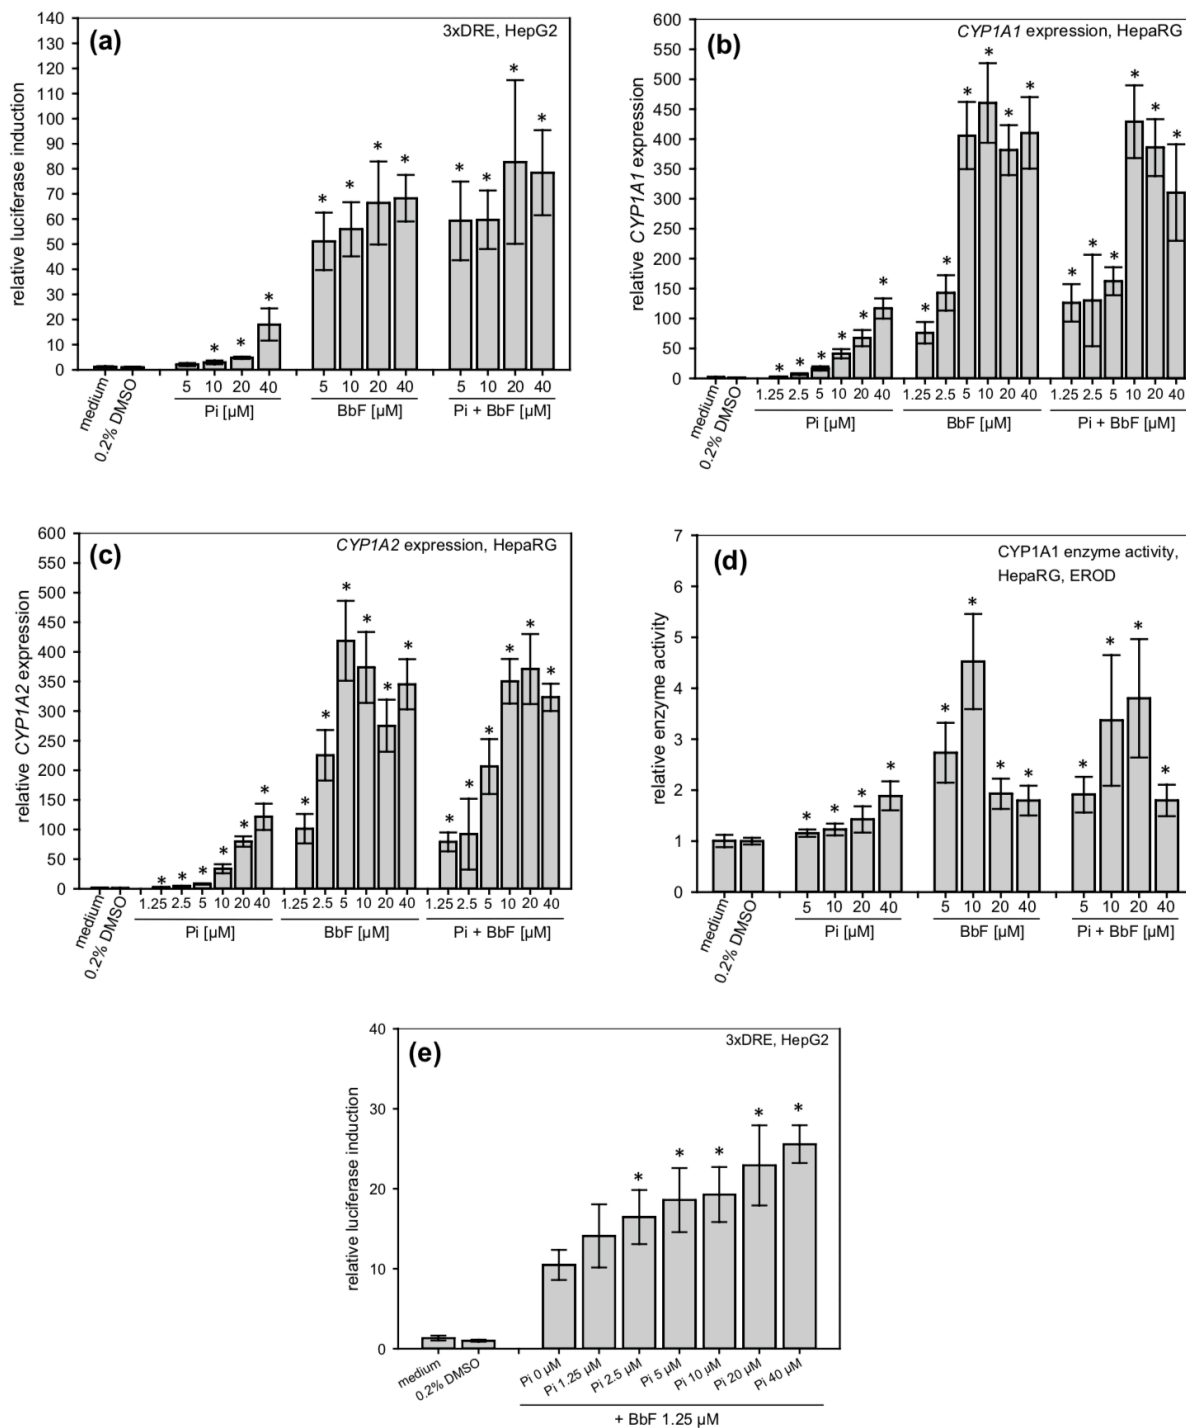 (a)
3xDRE, HepG2
relative luciferase induction
140
130
120
110
100
90
80
70
60
50
40
30
20
10
0
* * * * * * * * * * *
medium
0.2% DMSO
5 10 20 40 5 10 20 40 5 10 20 40
Pi [µM] BbF [µM] Pi + BbF [µM]
(b)
CYP1A1 expression, HepaRG
relative CYP1A1 expression
600
550
500
450
400
350
300
250
200
150
100
50
0
* * * * * * * * * * * * * * * * * *
medium
0.2% DMSO
1.25 2.5 5 10 20 40 1.25 2.5 5 10 20 40 1.25 2.5 5 10 20 40
Pi [µM] BbF [µM] Pi + BbF [µM]
(c)
CYP1A2 expression, HepaRG
relative CYP1A2 expression
600
550
500
450
400
350
300
250
200
150
100
50
0
* * * * * * * * * * * * * * * * * *
medium
0.2% DMSO
1.25 2.5 5 10 20 40 1.25 2.5 5 10 20 40 1.25 2.5 5 10 20 40
Pi [µM] BbF [µM] Pi + BbF [µM]
(d)
CYP1A1 enzyme activity,
HepaRG, EROD
relative enzyme activity
7
6
5
4
3
2
1
0
* * * * * * * * * * * *
medium
0.2% DMSO
5 10 20 40 5 10 20 40 5 10 20 40
Pi [µM] BbF [µM] Pi + BbF [µM]
(e)
3xDRE, HepG2
relative luciferase induction
40
30
20
10
0
* * * * *
medium
0.2% DMSO
Pi 0 µM
Pi 1.25 µM
Pi 2.5 µM
Pi 5 µM
Pi 10 µM
Pi 20 µM
Pi 40 µM
+ BbF 1.25 µM